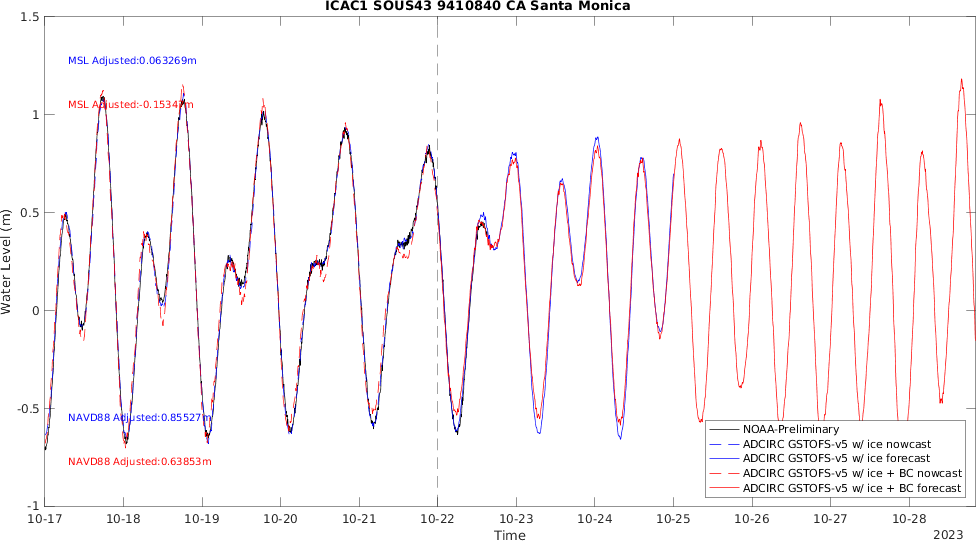 ICAC1 SOUS43 9410840 CA Santa Monica
1.5
MSL Adjusted:0.063269m
MSL Adjusted:-0.1534
1
0.5
Water Level (m)
0
-0.5
NAVD88 Adjusted:0.85527m
NAVD88 Adjusted:0.63853m
-1
NOAA-Preliminary
ADCIRC GSTOFS-v5 w/ ice nowcast
ADCIRC GSTOFS-v5 w/ ice forecast
ADCIRC GSTOFS-v5 w/ ice + BC nowcast
ADCIRC GSTOFS-v5 w/ ice + BC forecast
10-17 10-18 10-19 10-20 10-21 10-22 10-23 10-24 10-25 10-26 10-27 10-28
Time
2023